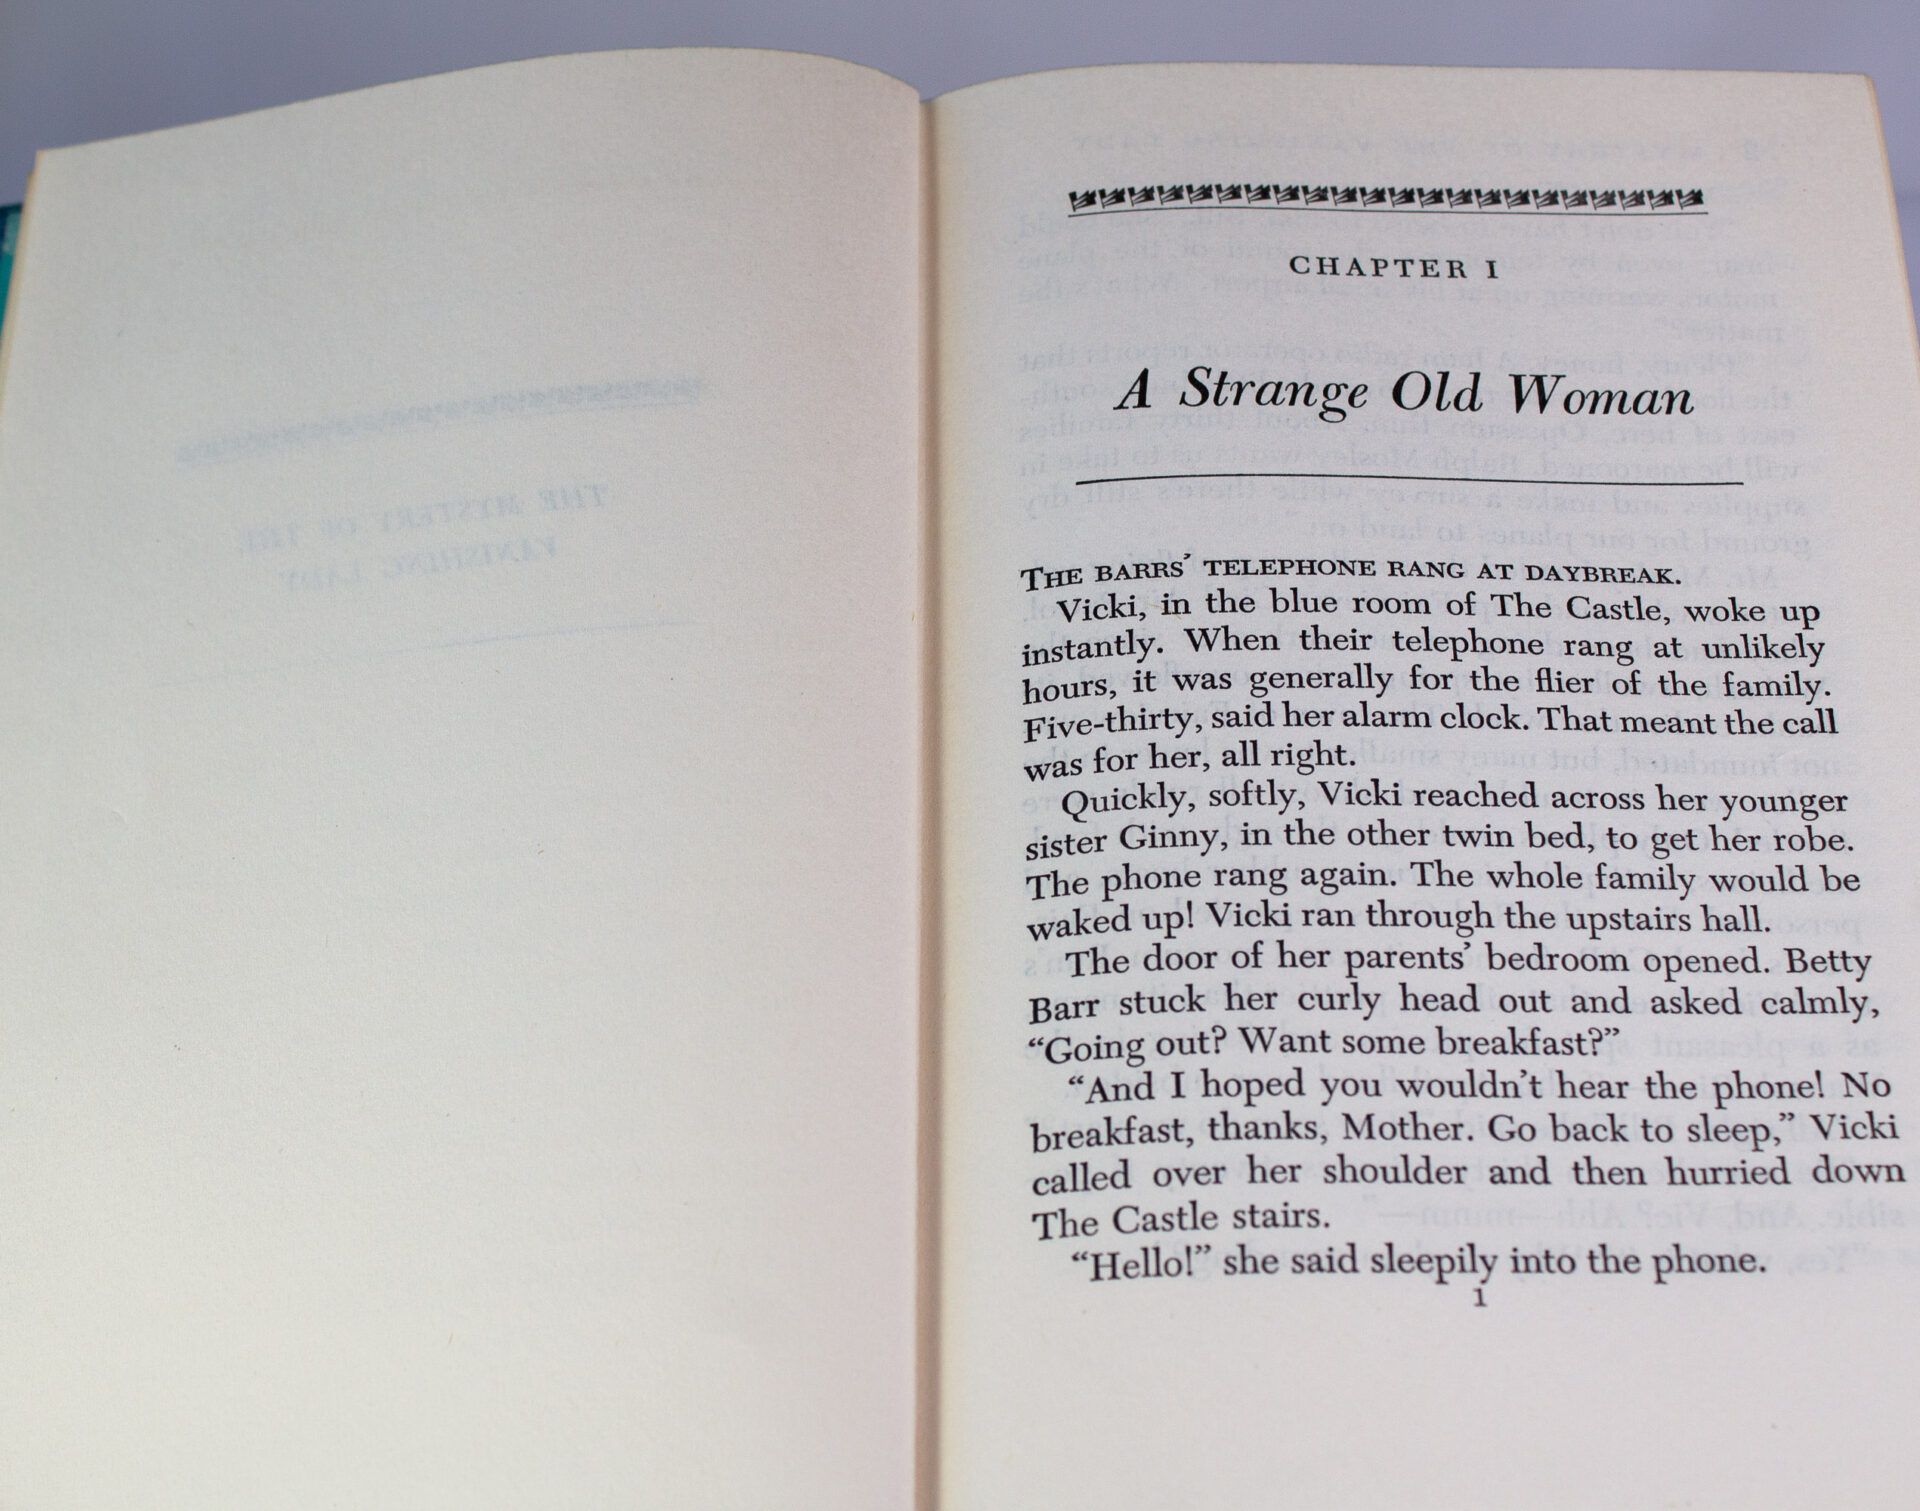 THE MYSTERY OF THE
VANISHING LADY
CHAPTER I
A Strange Old Woman
THE BARRS’ TELEPHONE RANG AT DAYBREAK.
Vicki, in the blue room of The Castle, woke up
instantly. When their telephone rang at unlikely
hours, it was generally for the flier of the family.
Five-thirty, said her alarm clock. That meant the call
was for her, all right.
Quickly, softly, Vicki reached across her younger
sister Ginny, in the other twin bed, to get her robe.
The phone rang again. The whole family would be
waked up! Vicki ran through the upstairs hall.
The door of her parents’ bedroom opened. Betty
Barr stuck her curly head out and asked calmly,
“Going out? Want some breakfast?”
“And I hoped you wouldn’t hear the phone! No
breakfast, thanks, Mother. Go back to sleep,” Vicki
called over her shoulder and then hurried down
The Castle stairs.
“Hello!” she said sleepily into the phone.
1